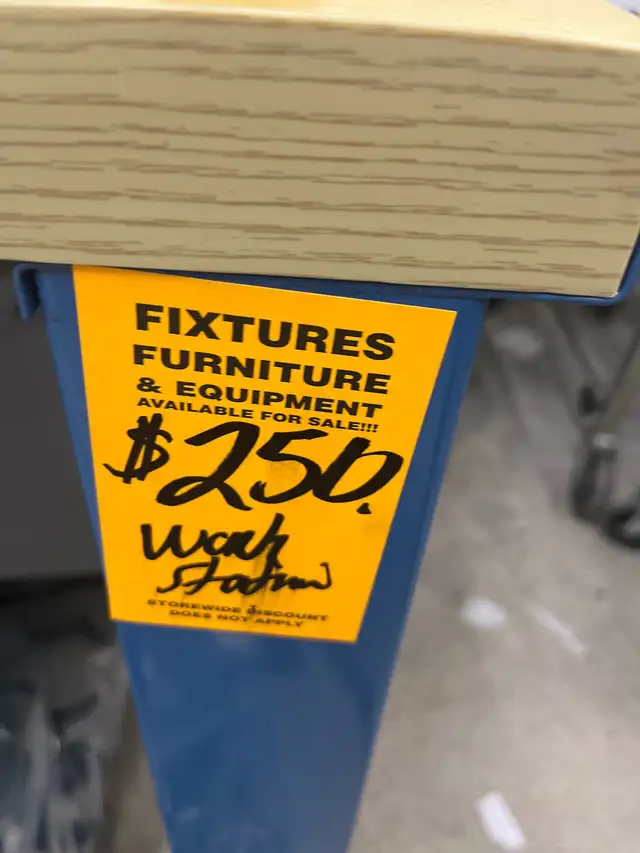 FIXTURES
FURNITURE
& EQUIPMENT
AVAILABLE FOR SALE!!!
$250.
Work
Station
STOREWIDE DISCOUNT
DOES NOT APPLY